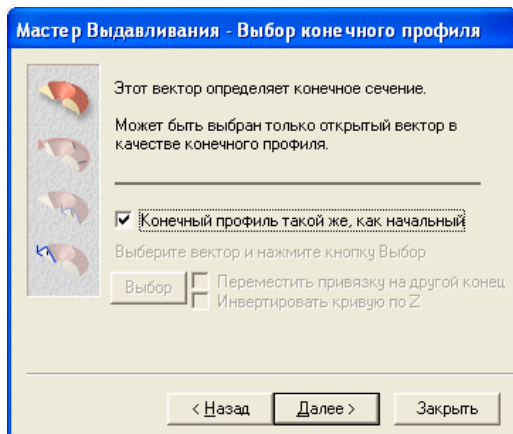 Мастер Выдавливания - Выбор конечного профиля
Этот вектор определяет конечное сечение.
Может быть выбран только открытый вектор в
качестве конечного профиля.
Конечный профиль такой же, как начальный
Выберите вектор и нажмите кнопку Выбор
Выбор
Переместить привязку на другой конец
Инвертировать кривую по Z
< Назад
Далее >
Закрыть